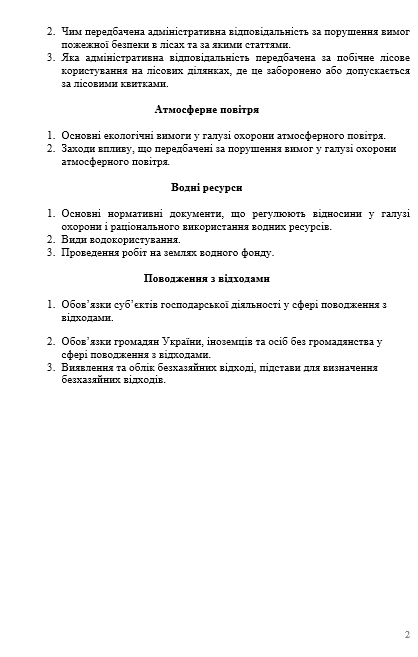 2. Чим передбачена адміністративна відповідальність за порушення вимог
пожежної безпеки в лісах та за якими статтями.
3. Яка адміністративна відповідальність передбачена за побічне лісове
користування на лісових ділянках, де це заборонено або допускається
за лісовими квитками.
Атмосферне повітря
1. Основні екологічні вимоги у галузі охорони атмосферного повітря.
2. Заходи впливу, що передбачені за порушення вимог у галузі охорони
атмосферного повітря.
Водні ресурси
1. Основні нормативні документи, що регулюють відносини у галузі
охорони і раціонального використання водних ресурсів.
2. Види водокористування.
3. Проведення робіт на землях водного фонду.
Поводження з відходами
1. Обов’язки суб’єктів господарської діяльності у сфері поводження з
відходами.
2. Обов’язки громадян України, іноземців та осіб без громадянства у
сфері поводження з відходами.
3. Виявлення та облік безхазяйних відході, підстави для визначення
безхазяйних відходів.
2